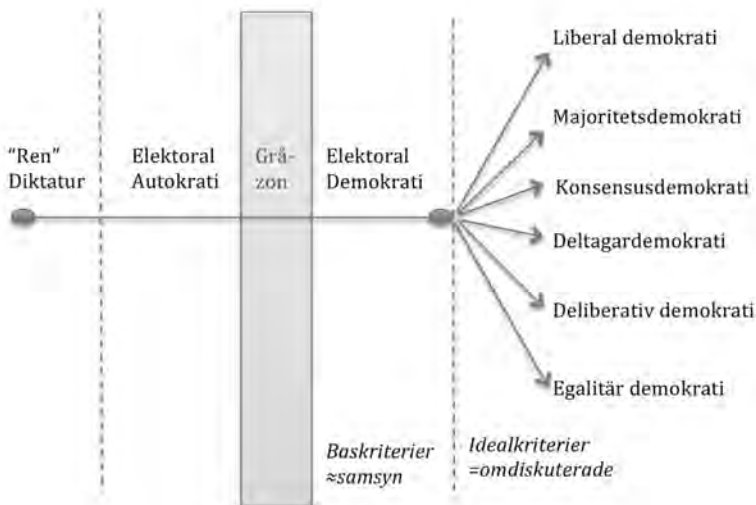 Liberal demokrati
Majoritetsdemokrati
"Ren"
Diktatur
Elektoral
Autokrati
Grå-
zon
Elektoral
Demokrati
Konsensusdemokrati
Deltagardemokrati
Deliberativ demokrati
Egalitär demokrati
Baskriterier
≈samsyn
Idealkriterier
=omdiskuterade